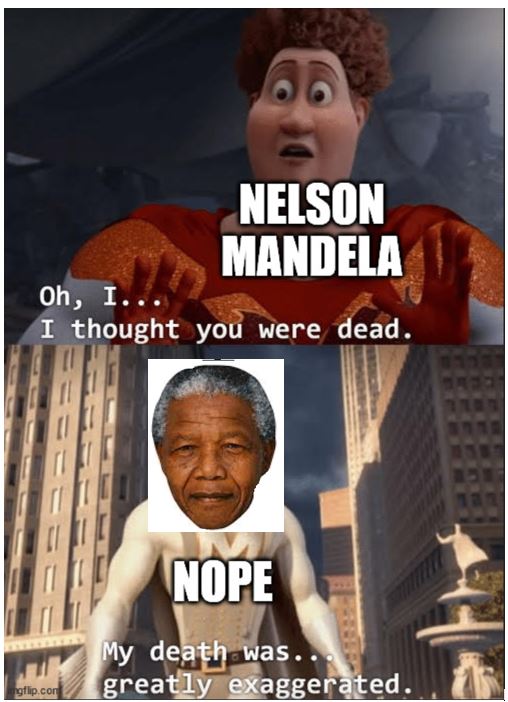 NELSON
MANDELA
Oh, I...
I thought you were dead.
NOPE
My death was...
greatly exaggerated.
imgflip.com